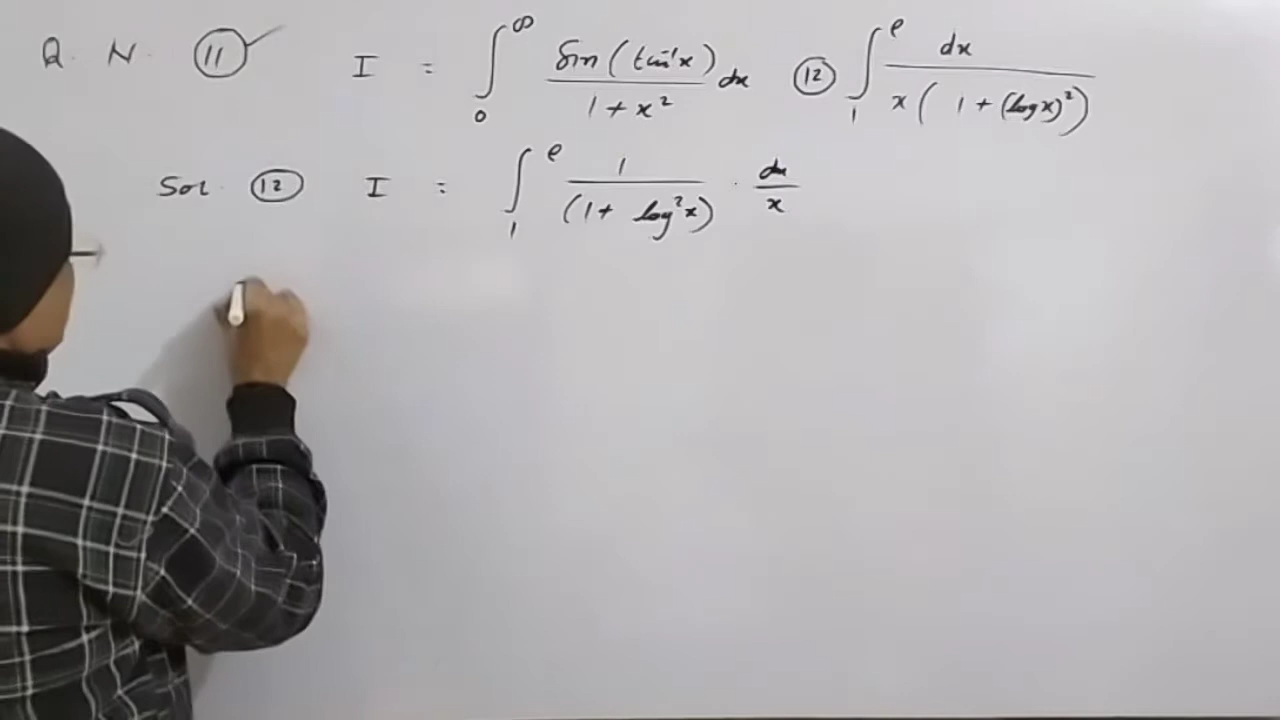 Q. N. ⑪ I = ∫₀^∞ sin(tan⁻¹x)/(1+x²) dx ⑫ ∫₁^e dx/(x(1+(log x)²))
Sol. ⑫ I = ∫₁^e 1/(1+log²x) · dx/x